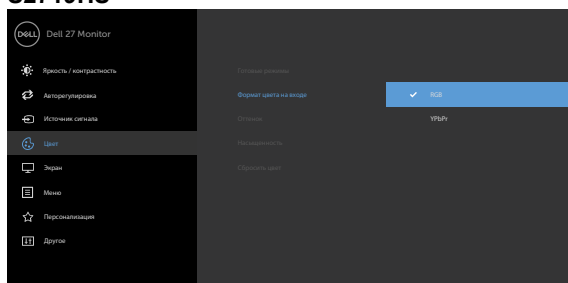 DELL Dell 27 Monitor
Яркость / контрастность
Готовые режимы
Авторегулировка
Формат цвета на входе
RGB
Источник сигнала
Оттенок
YPbPr
Цвет
Насыщенность
Экран
Сбросить цвет
Меню
Персонализация
Другое